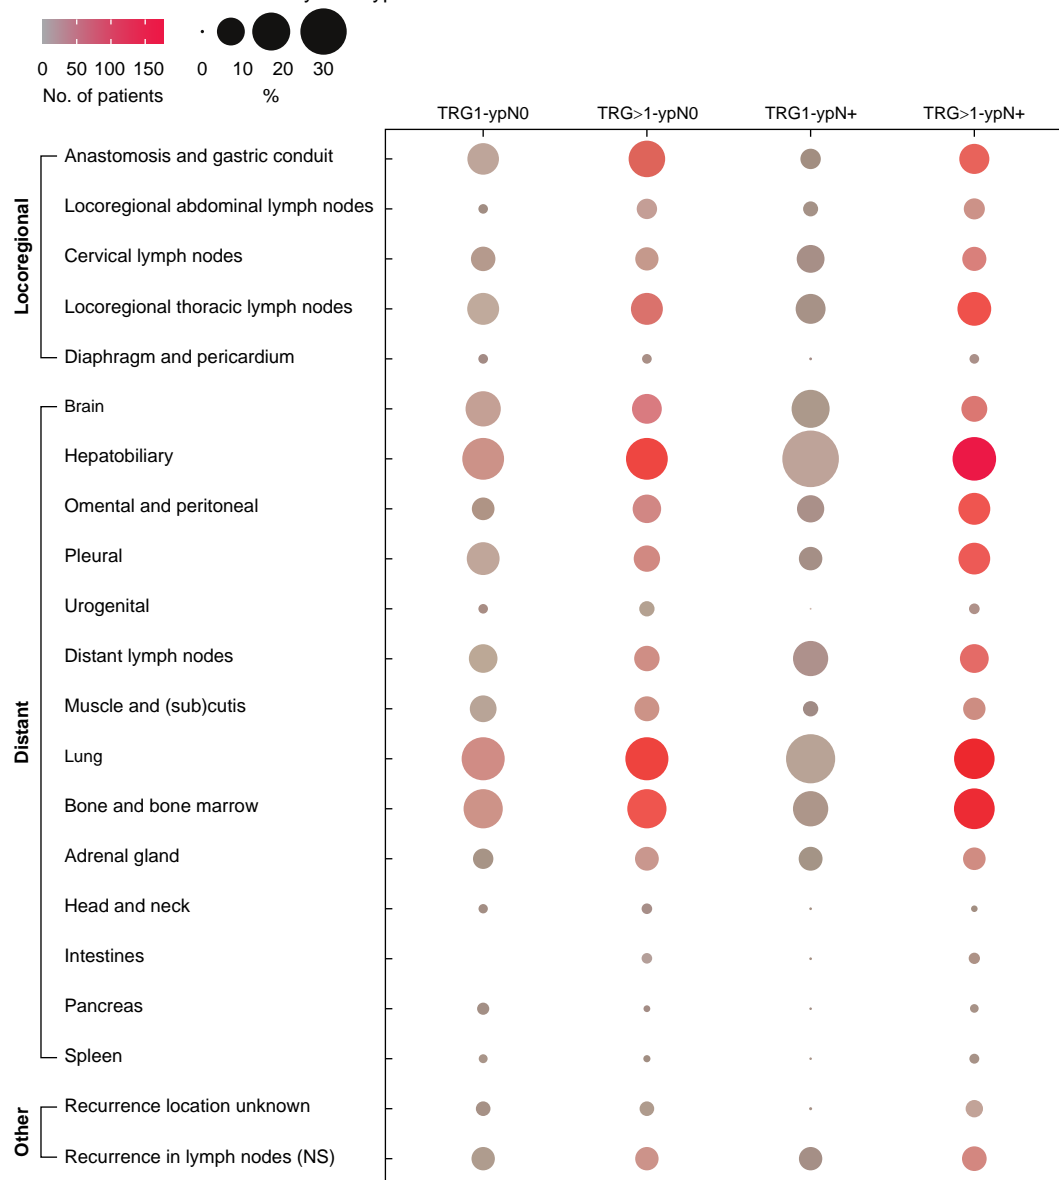 0 50 100 150
No. of patients
0 10 20 30
%
TRG1-ypN0 TRG>1-ypN0 TRG1-ypN+ TRG>1-ypN+
Locoregional
Anastomosis and gastric conduit
Locoregional abdominal lymph nodes
Cervical lymph nodes
Locoregional thoracic lymph nodes
Diaphragm and pericardium
Distant
Brain
Hepatobiliary
Omental and peritoneal
Pleural
Urogenital
Distant lymph nodes
Muscle and (sub)cutis
Lung
Bone and bone marrow
Adrenal gland
Head and neck
Intestines
Pancreas
Spleen
Other
Recurrence location unknown
Recurrence in lymph nodes (NS)